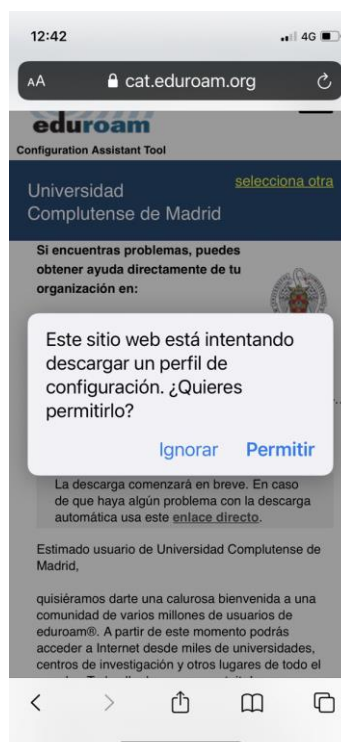 12:42
4G
AA
cat.eduroam.org
eduroam
Configuration Assistant Tool
Universidad
Complutense de Madrid
selecciona otra
Si encuentras problemas, puedes
obtener ayuda directamente de tu
organización en:
Este sitio web está intentando
descargar un perfil de
configuración. ¿Quieres
permitirlo?
Ignorar
Permitir
La descarga comenzará en breve. En caso
de que haya algún problema con la descarga
automática usa este enlace directo.
Estimado usuario de Universidad Complutense de
Madrid,
quisiéramos darte una calurosa bienvenida a una
comunidad de varios millones de usuarios de
eduroam®. A partir de este momento podrás
acceder a Internet desde miles de universidades,
centros de investigación y otros lugares de todo el